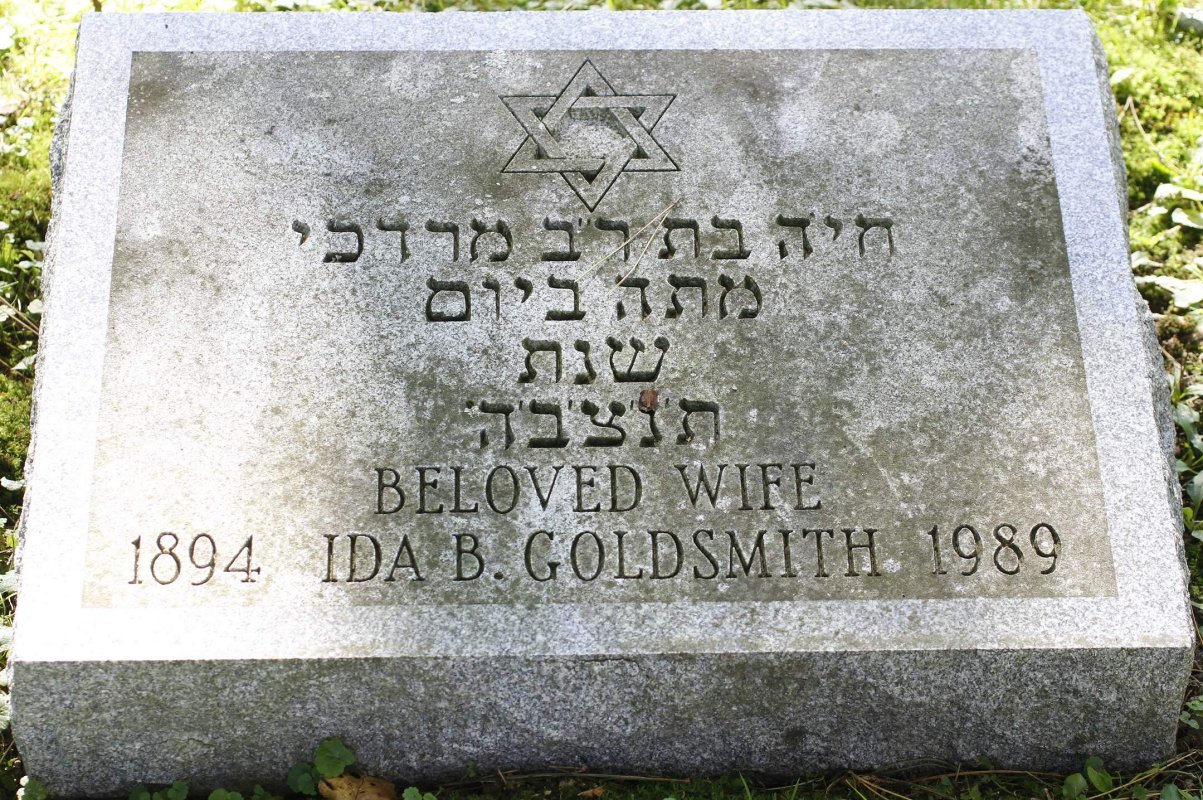 חיה בת ר"ב מרדכי
מתה ביום
שנת
ת'נ'צ'ב'ה'
BELOVED WIFE
1894 IDA B. GOLDSMITH 1989